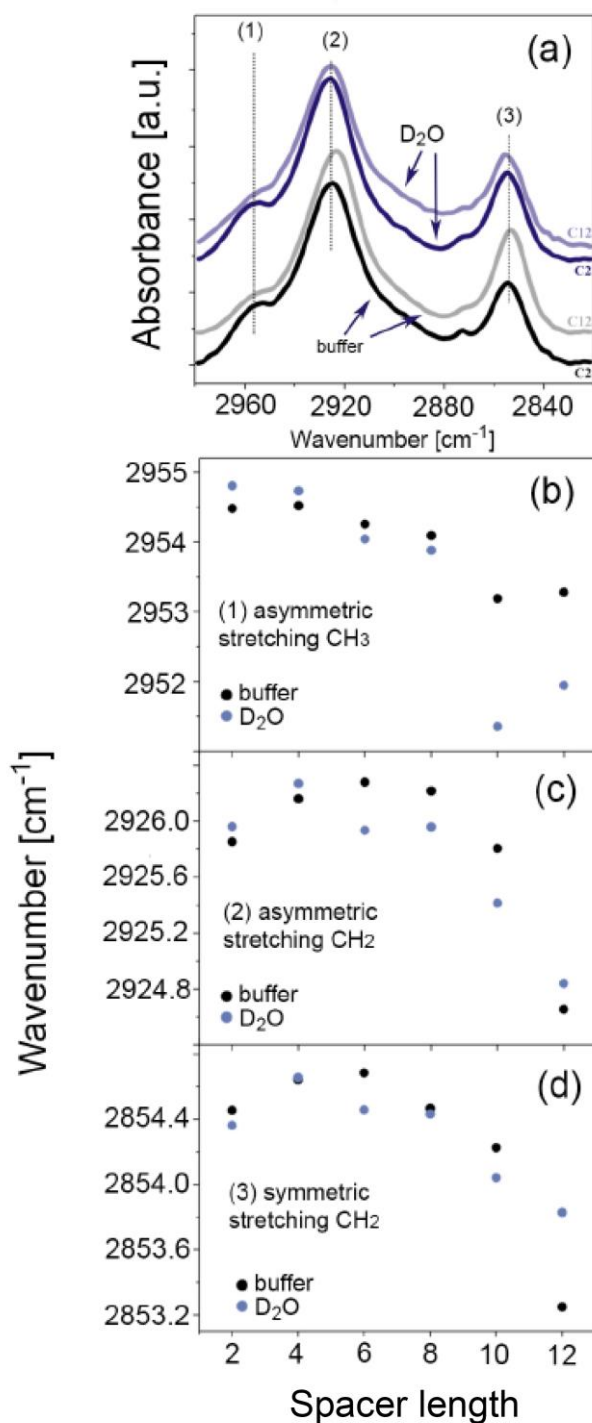 (1)
(2)
(a)
(3)
D₂O
C12
C2
C12
buffer
C2
Absorbance [a.u.]
2960 2920 2880 2840
Wavenumber [cm⁻¹]
(b)
2955
2954
2953
2952
(1) asymmetric
stretching CH₃
buffer
D₂O
(c)
2926.0
2925.6
2925.2
2924.8
(2) asymmetric
stretching CH₂
buffer
D₂O
(d)
2854.4
2854.0
2853.6
2853.2
(3) symmetric
stretching CH₂
buffer
D₂O
Wavenumber [cm⁻¹]
2 4 6 8 10 12
Spacer length